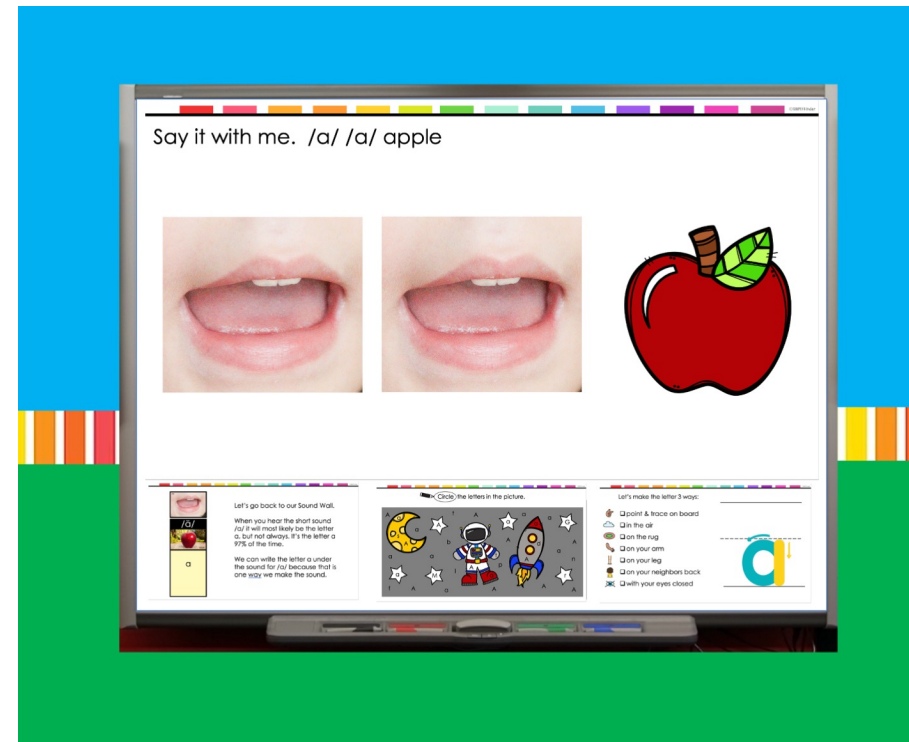 Say it with me. /a/ /a/ apple
/ă/
a
Let's go back to our Sound Wall.
When you hear the short sound
/a/ it will most likely be the letter
a, but not always. It's the letter a
97% of the time.
We can write the letter a under
the sound for /a/ because that is
one way we make the sound.
Circle the letters in the picture.
Let's make the letter 3 ways:
point & trace on board
in the air
on the rug
on your arm
on your leg
on your neighbors back
with your eyes closed
a